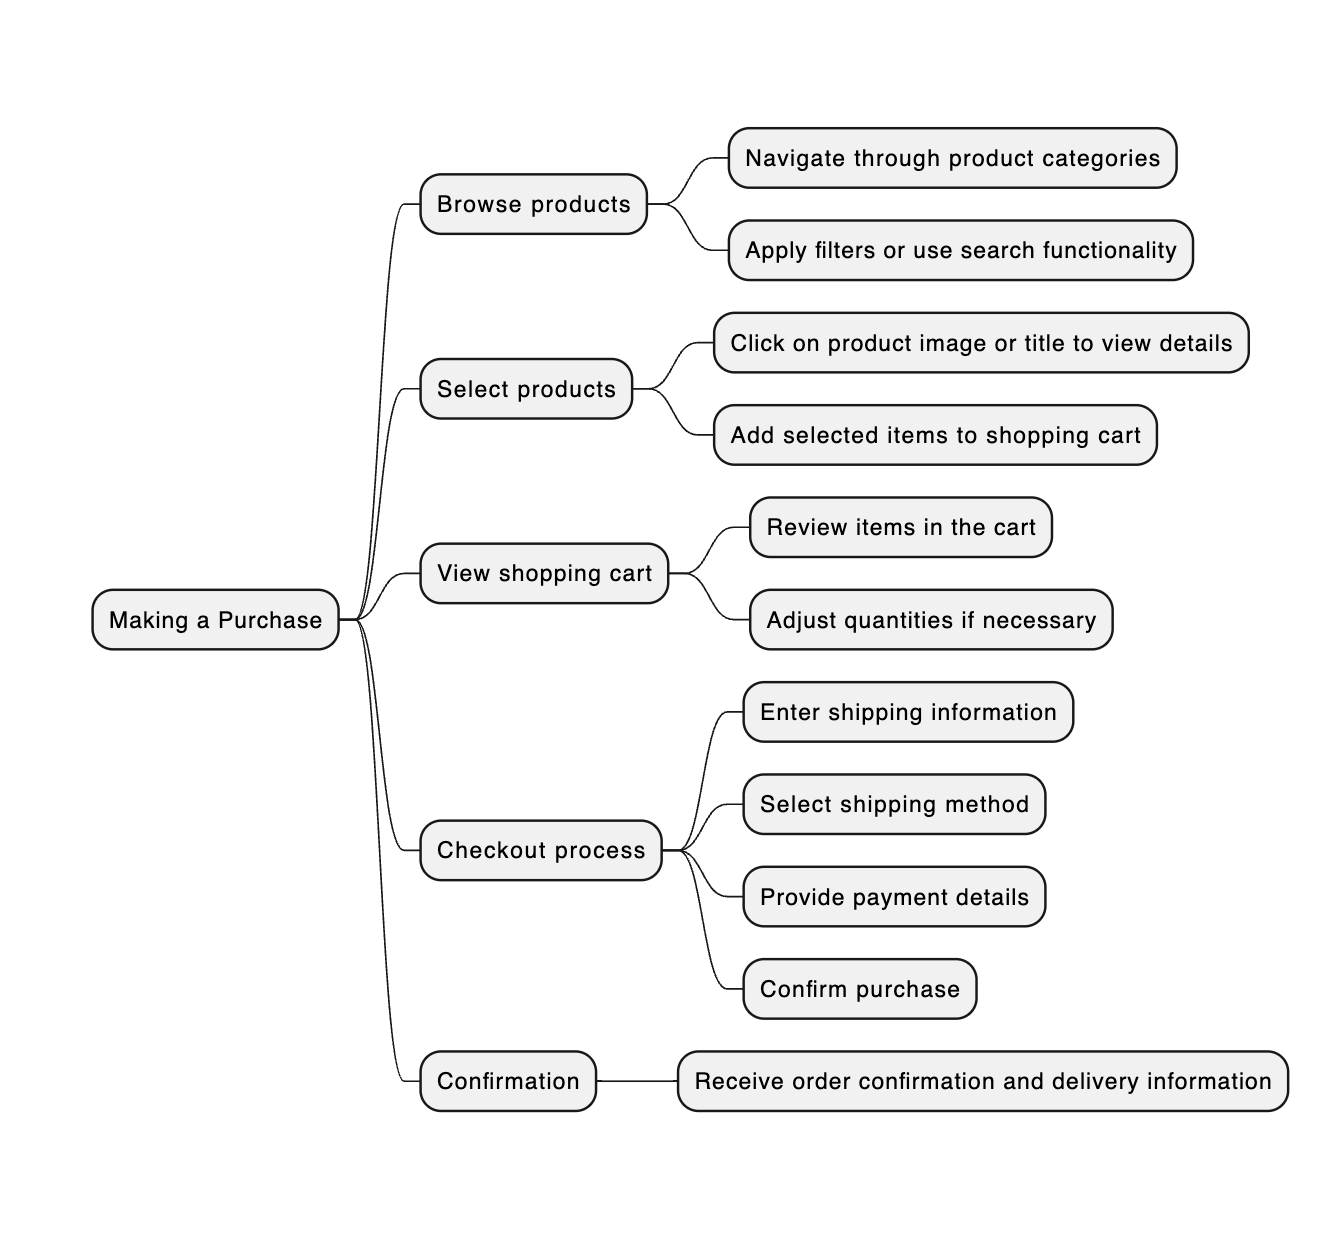 Making a Purchase
Browse products
Navigate through product categories
Apply filters or use search functionality
Select products
Click on product image or title to view details
Add selected items to shopping cart
View shopping cart
Review items in the cart
Adjust quantities if necessary
Checkout process
Enter shipping information
Select shipping method
Provide payment details
Confirm purchase
Confirmation
Receive order confirmation and delivery information